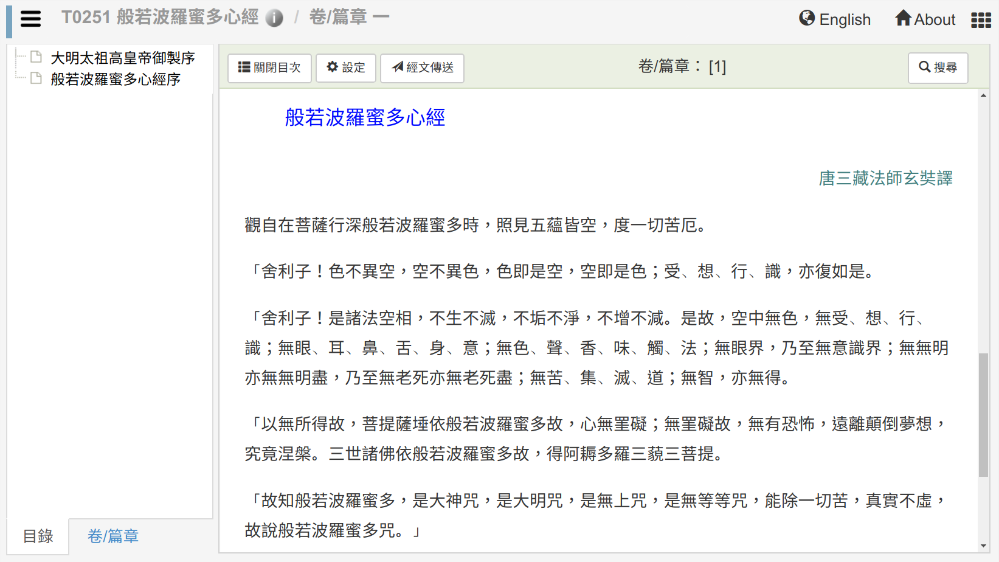 T0251 般若波羅蜜多心經 / 卷/篇章 一
English
About
大明太祖高皇帝御製序
般若波羅蜜多心經序
關閉目次
設定
經文傳送
卷/篇章： [1]
搜尋
般若波羅蜜多心經
唐三藏法師玄奘譯
觀自在菩薩行深般若波羅蜜多時，照見五蘊皆空，度一切苦厄。
「舍利子！色不異空，空不異色，色即是空，空即是色；受、想、行、識，亦復如是。
「舍利子！是諸法空相，不生不滅，不垢不淨，不增不減。是故，空中無色，無受、想、行、
識；無眼、耳、鼻、舌、身、意；無色、聲、香、味、觸、法；無眼界，乃至無意識界；無無明
亦無無明盡，乃至無老死亦無老死盡；無苦、集、滅、道；無智，亦無得。
「以無所得故，菩提薩埵依般若波羅蜜多故，心無罣礙；無罣礙故，無有恐怖，遠離顛倒夢想，
究竟涅槃。三世諸佛依般若波羅蜜多故，得阿耨多羅三藐三菩提。
「故知般若波羅蜜多，是大神咒，是大明咒，是無上咒，是無等等咒，能除一切苦，真實不虛，
故說般若波羅蜜多咒。」
目錄
卷/篇章